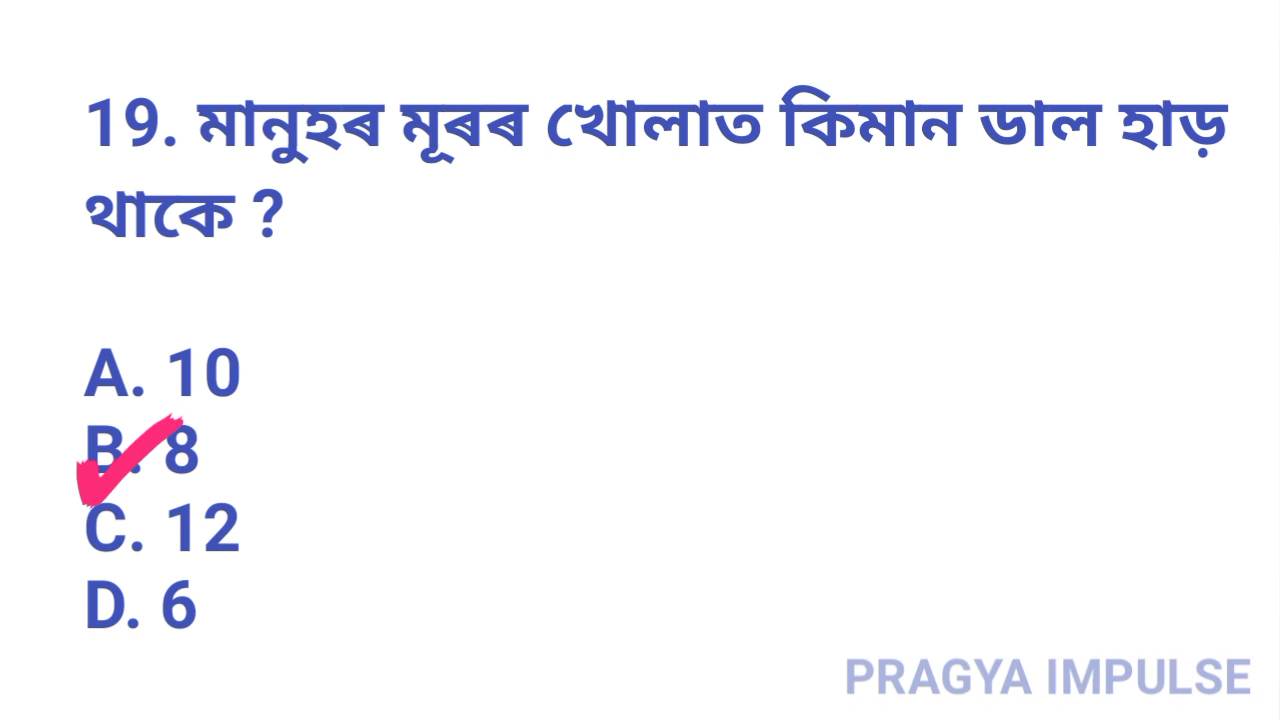 19. মানুহৰ মূৰৰ খোলাত কিমান ডাল হাড়
থাকে ?
A. 10
B. 8
C. 12
D. 6
PRAGYA IMPULSE